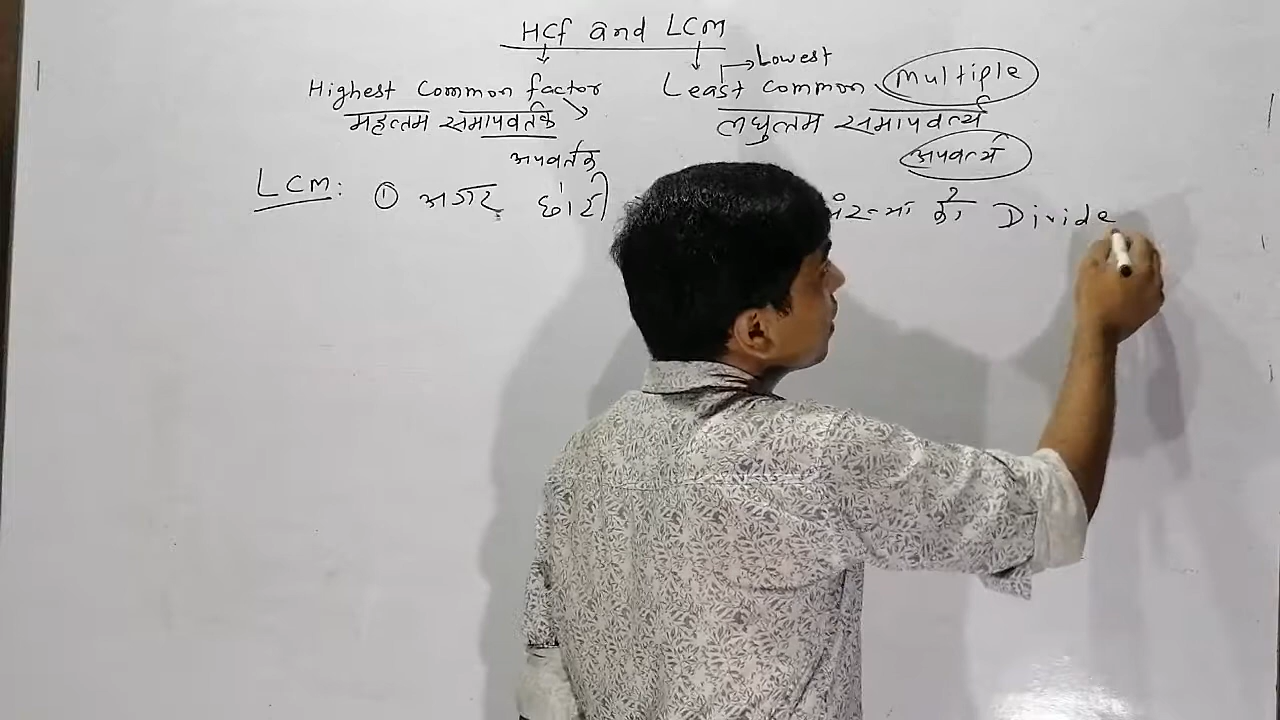 HCf and LCM
Lowest
Highest Common factor Least Common Multiple
महत्तम समापवर्तक लघुत्तम समापवर्त्य
अपवर्तक अपवर्त्य
LCM: ① अगर छोटी संख्या को Divide